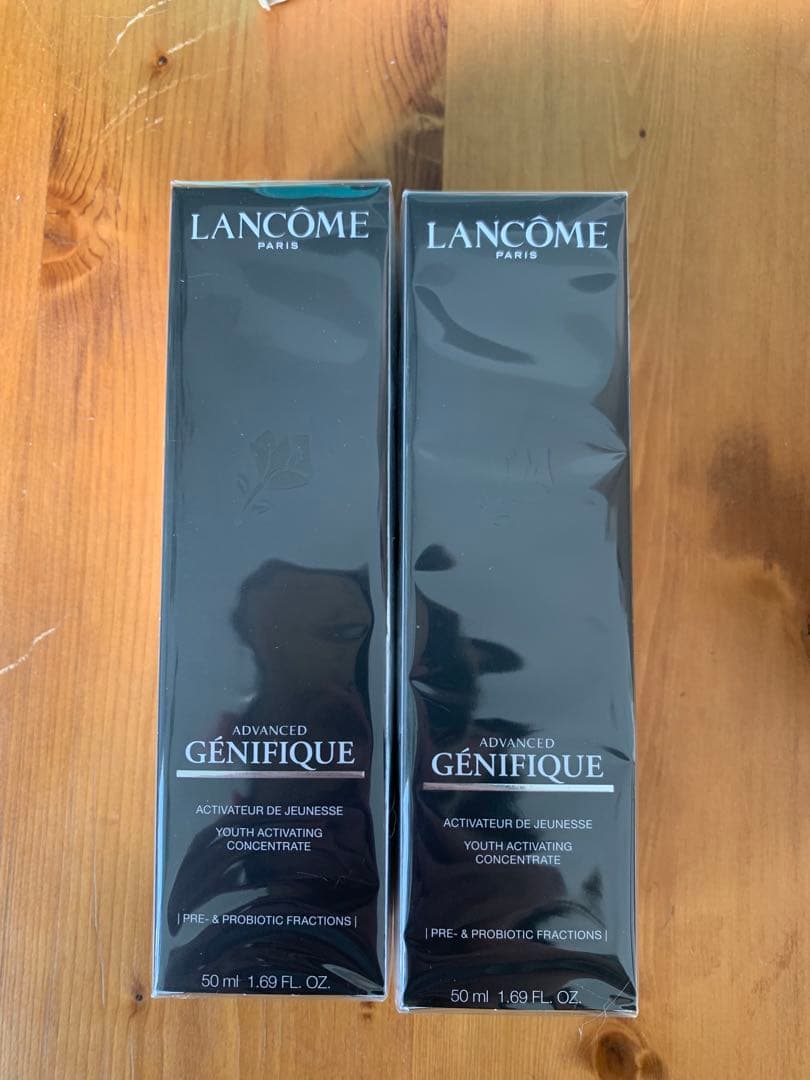 LANCÔME
PARIS
ADVANCED
GÉNIFIQUE
ACTIVATEUR DE JEUNESSE
YOUTH ACTIVATING
CONCENTRATE
| PRE- & PROBIOTIC FRACTIONS |
50 ml 1.69 FL. OZ.
LANCÔME
PARIS
ADVANCED
GÉNIFIQUE
ACTIVATEUR DE JEUNESSE
YOUTH ACTIVATING
CONCENTRATE
| PRE- & PROBIOTIC FRACTIONS |
50 ml 1.69 FL. OZ.